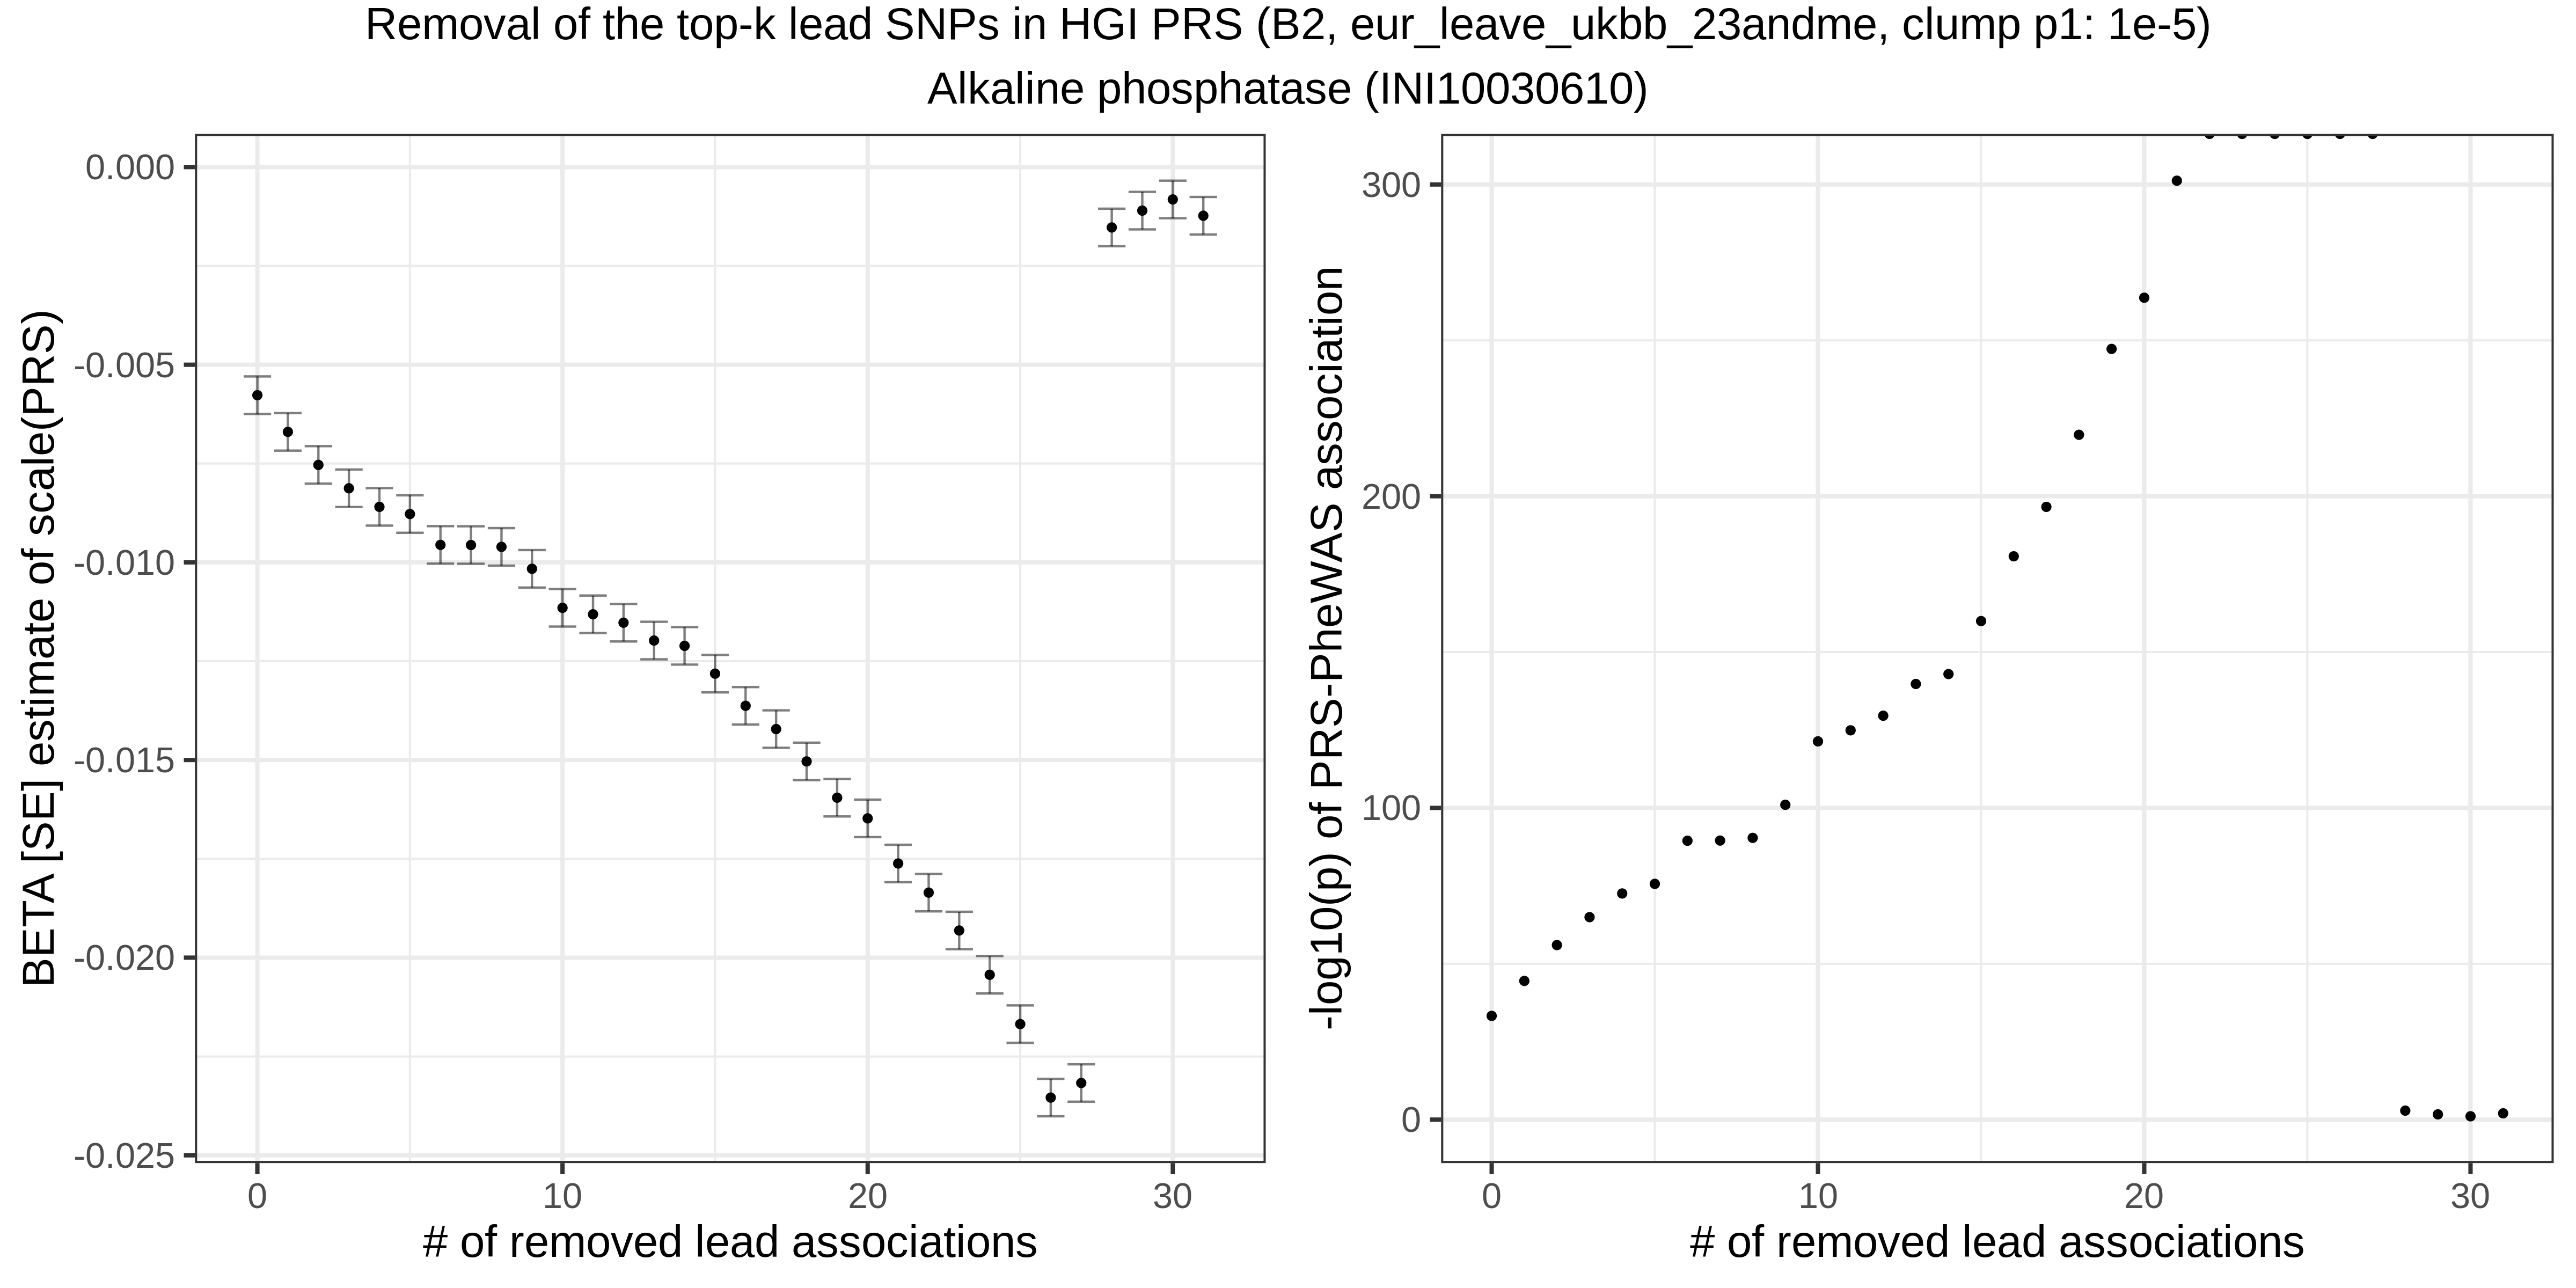 Removal of the top-k lead SNPs in HGI PRS (B2, eur_leave_ukbb_23andme, clump p1: 1e-5)
Alkaline phosphatase (INI10030610)
BETA [SE] estimate of scale(PRS)
0.000
-0.005
-0.010
-0.015
-0.020
-0.025
0 10 20 30
# of removed lead associations
-log10(p) of PRS-PheWAS association
300
200
100
0
0 10 20 30
# of removed lead associations